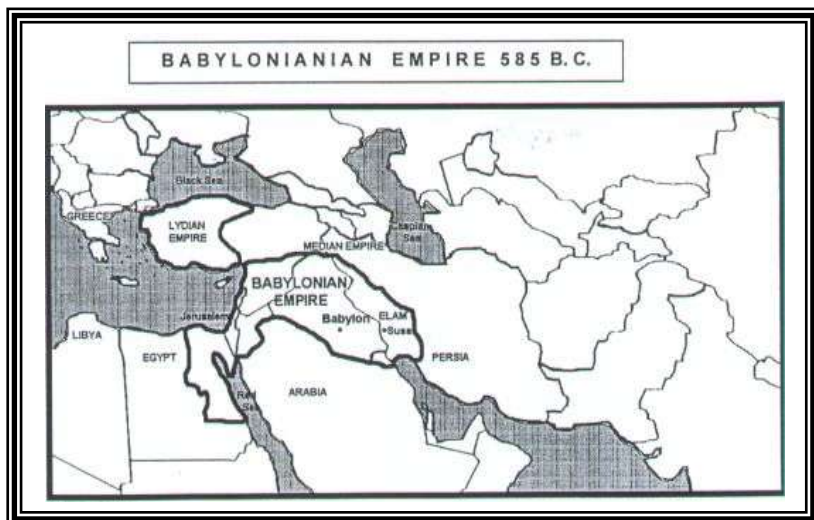 BABYLONIANIAN EMPIRE 585 B.C.
Black Sea
GREECE
LYDIAN
EMPIRE
Caspian
Sea
MEDIAN EMPIRE
BABYLONIAN
EMPIRE
Jerusalem
Babylon
ELAM
Susa
LIBYA
EGYPT
PERSIA
Red
Sea
ARABIA